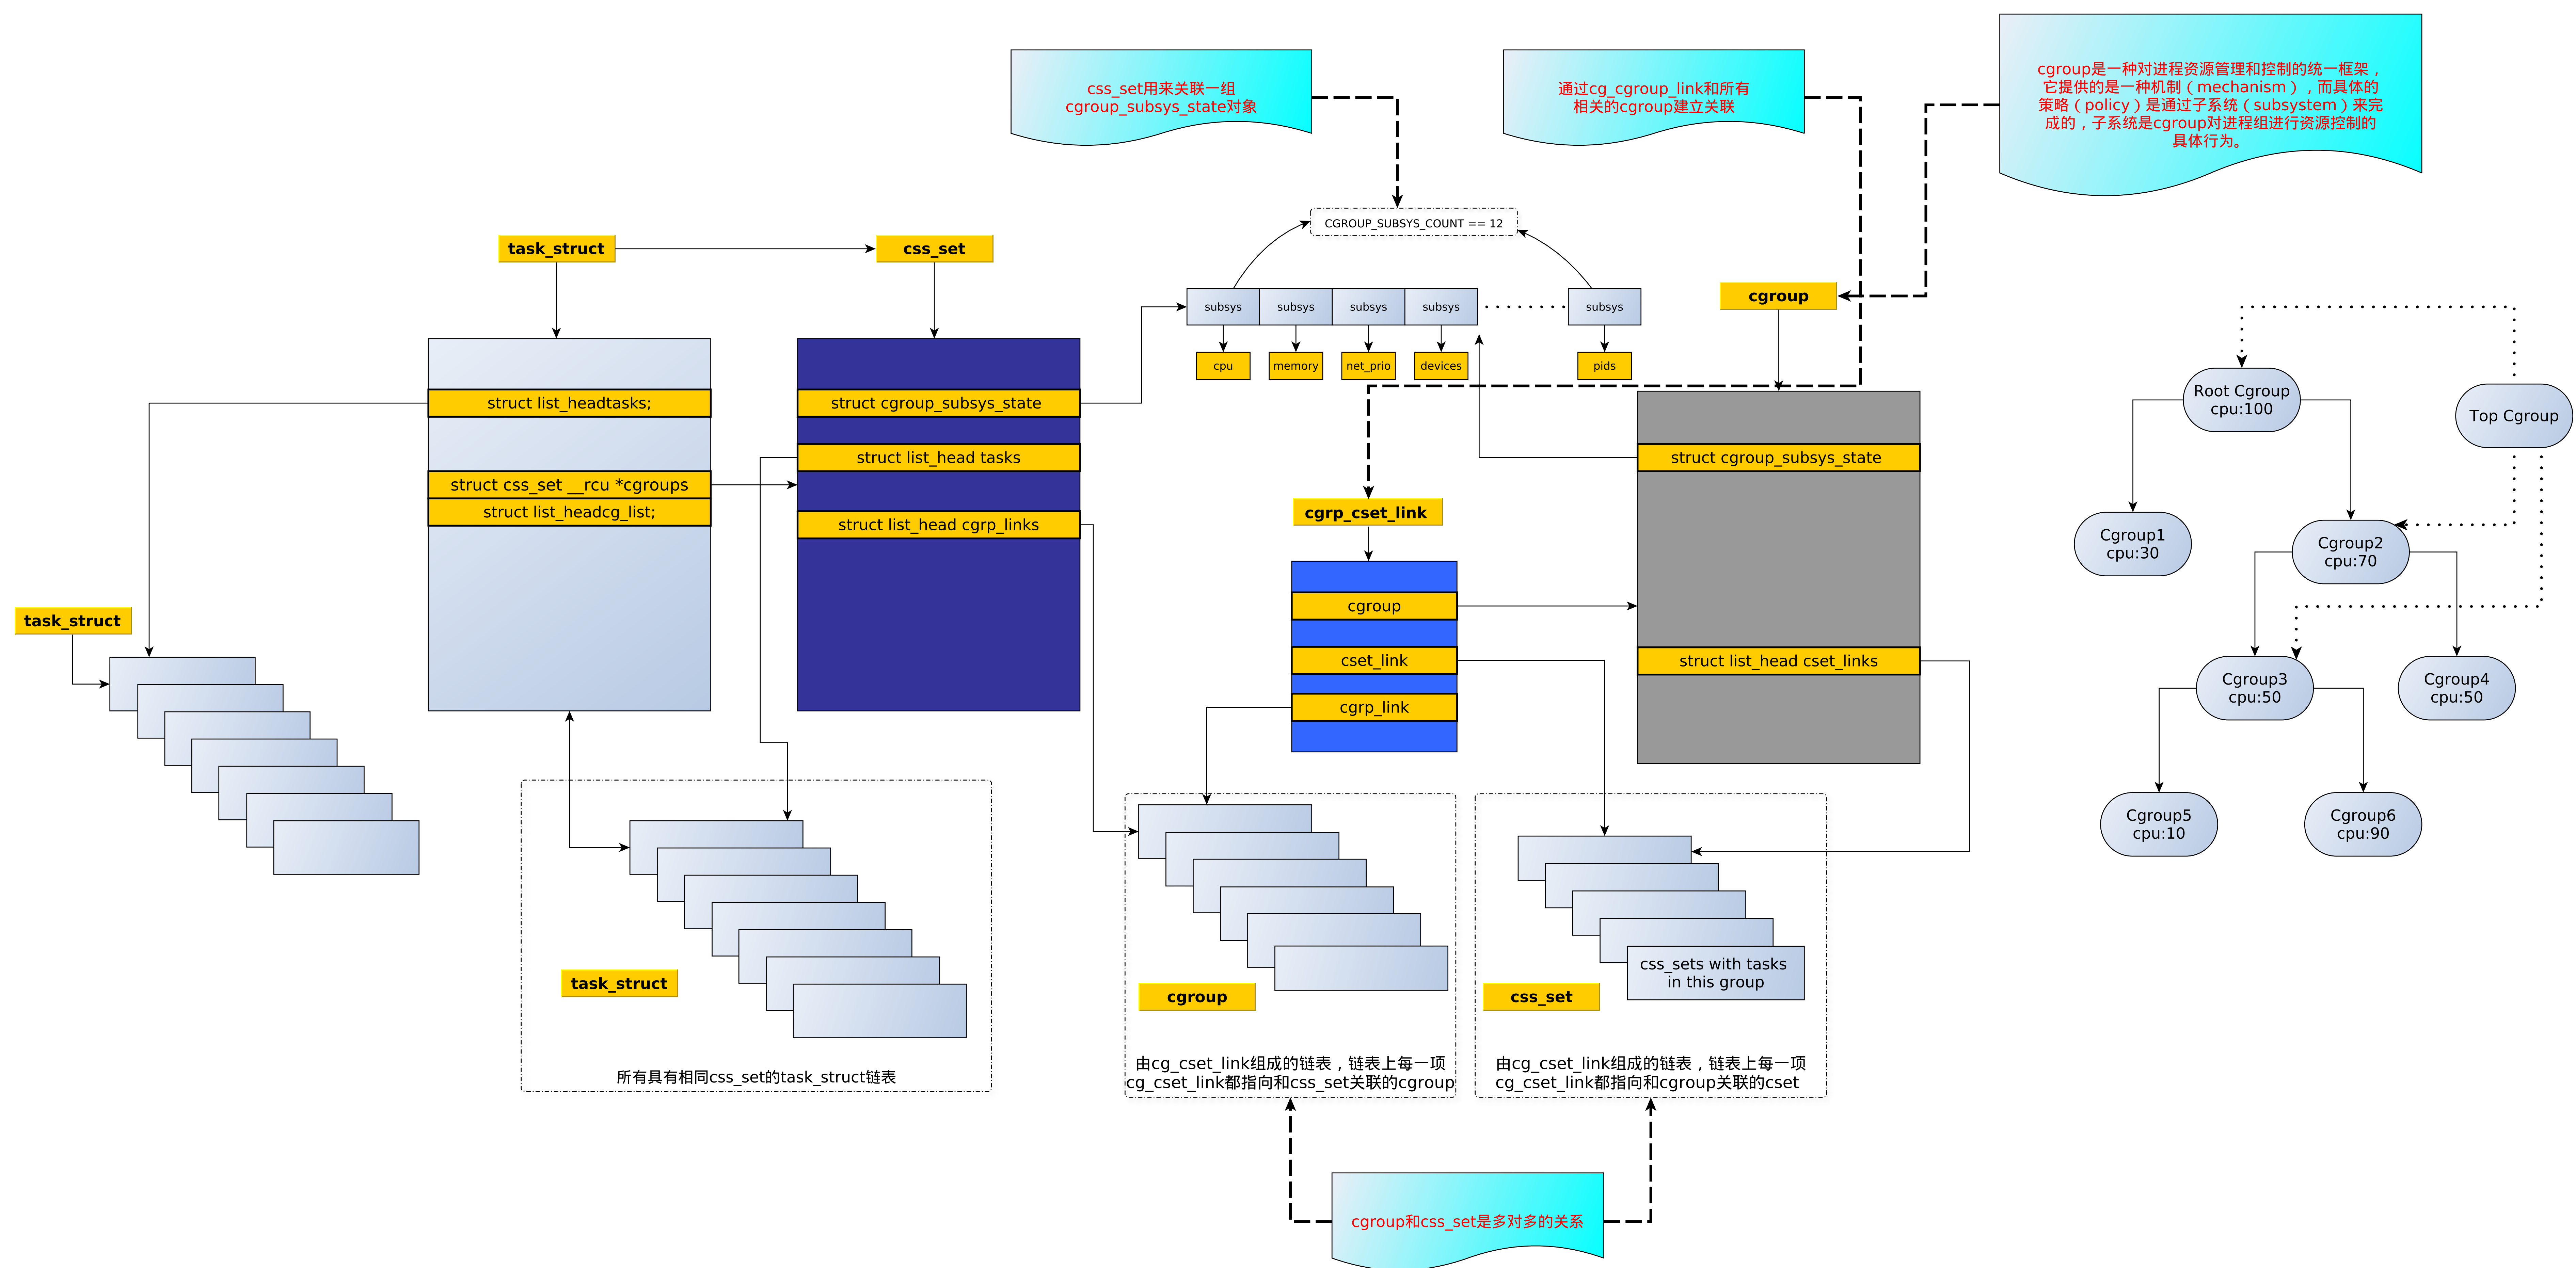 css_set用来关联一组
cgroup_subsys_state对象
通过cg_cgroup_link和所有
相关的cgroup建立关联
cgroup是一种对进程资源管理和控制的统一框架，
它提供的是一种机制（mechanism），而具体的
策略（policy）是通过子系统（subsystem）来完
成的，子系统是cgroup对进程组进行资源控制的
具体行为。
CGROUP_SUBSYS_COUNT == 12
task_struct
css_set
subsys
subsys
subsys
subsys
subsys
cgroup
cpu
memory
net_prio
devices
pids
struct list_headtasks;
struct css_set __rcu *cgroups
struct list_headcg_list;
struct cgroup_subsys_state
struct list_head tasks
struct list_head cgrp_links
struct cgroup_subsys_state
struct list_head cset_links
cgrp_cset_link
cgroup
cset_link
cgrp_link
Root Cgroup
cpu:100
Top Cgroup
Cgroup1
cpu:30
Cgroup2
cpu:70
Cgroup3
cpu:50
Cgroup4
cpu:50
Cgroup5
cpu:10
Cgroup6
cpu:90
task_struct
task_struct
所有具有相同css_set的task_struct链表
cgroup
由cg_cset_link组成的链表，链表上每一项
cg_cset_link都指向和css_set关联的cgroup
css_sets with tasks
in this group
css_set
由cg_cset_link组成的链表，链表上每一项
cg_cset_link都指向和cgroup关联的cset
cgroup和css_set是多对多的关系